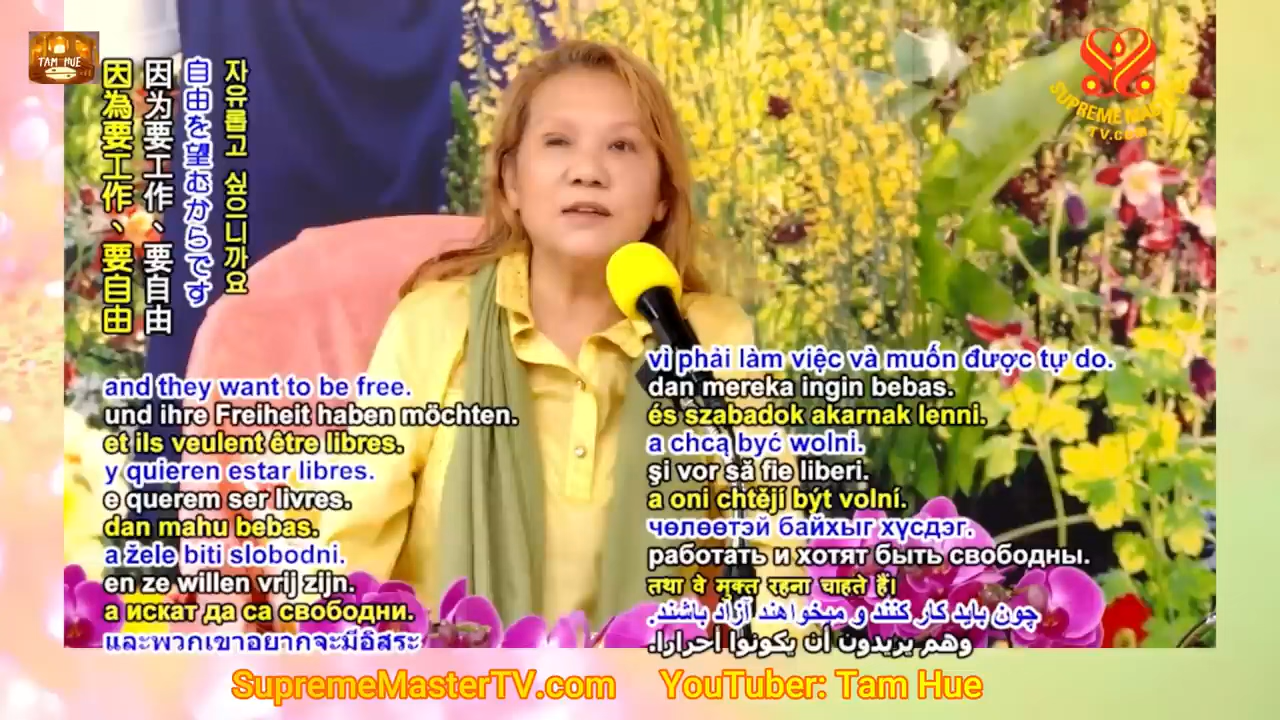 TAM HUE
SUPREME MASTER
TV.com
因為要工作、要自由
因为要工作、要自由
自由を望むからです
자유롭고 싶으니까요
and they want to be free.
und ihre Freiheit haben möchten.
et ils veulent être libres.
y quieren estar libres.
e querem ser livres.
dan mahu bebas.
a žele biti slobodni.
en ze willen vrij zijn.
а искат да са свободни.
และพวกเขาอยากจะมีอิสระ
vì phải làm việc và muốn được tự do.
dan mereka ingin bebas.
és szabadok akarnak lenni.
a chcą być wolni.
şi vor să fie liberi.
a oni chtějí být volní.
чөлөөтэй байхыг хүсдэг.
работать и хотят быть свободны.
तथा वे मुक्त रहना चाहते हैं।
چون باید کار کنند و میخواهند آزاد باشند.
وهم يريدون أن يكونوا أحرارا.
SupremeMasterTV.com YouTuber: Tam Hue